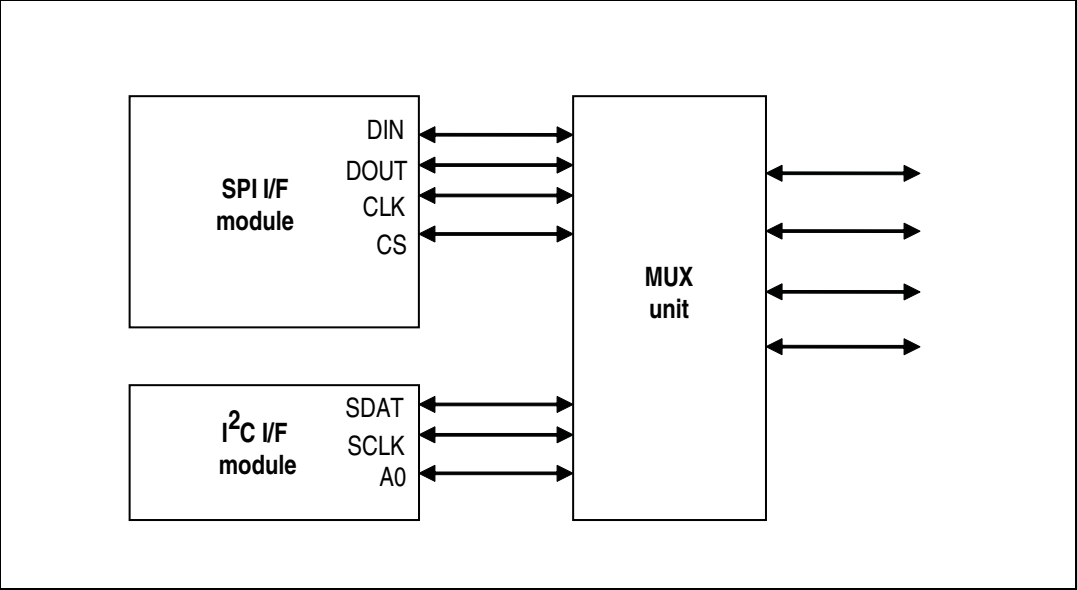 SPI I/F
module
DIN
DOUT
CLK
CS
MUX
unit
I²C I/F
module
SDAT
SCLK
A0